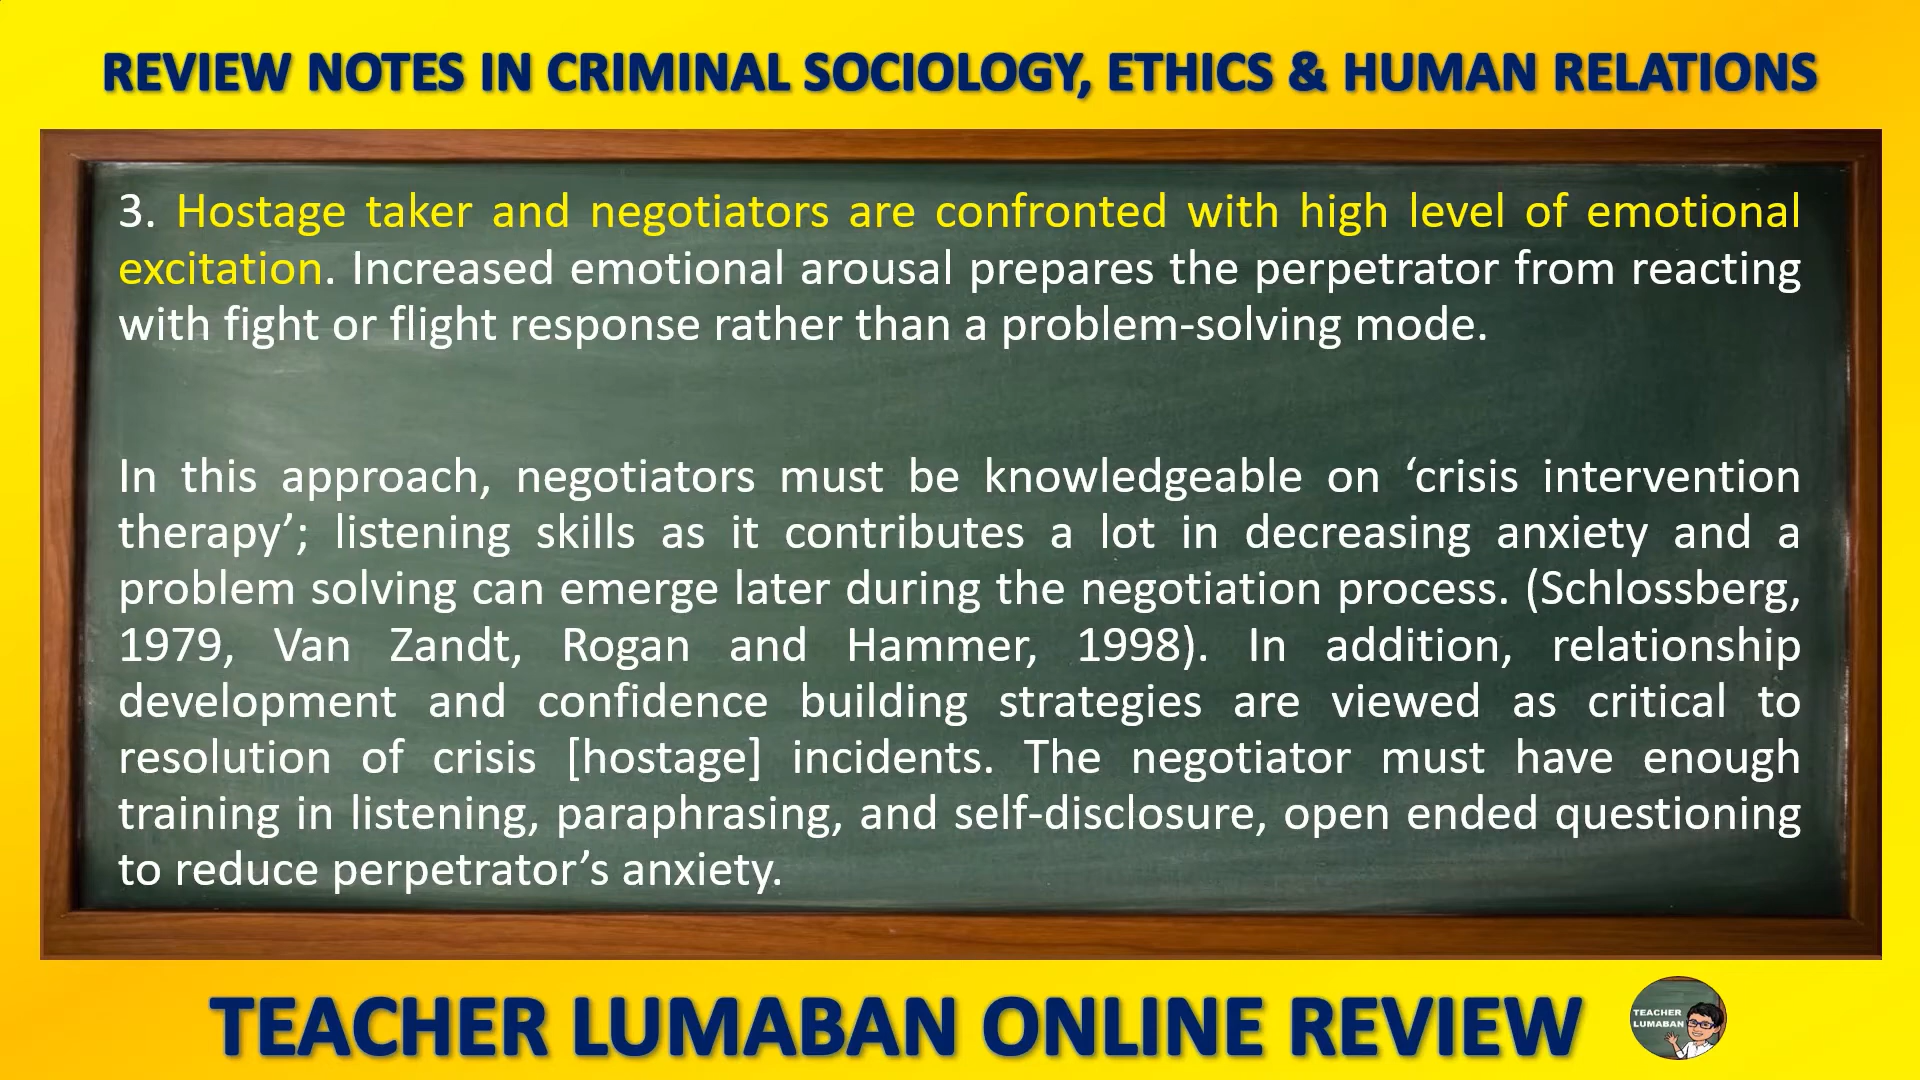 REVIEW NOTES IN CRIMINAL SOCIOLOGY, ETHICS & HUMAN RELATIONS
3. Hostage taker and negotiators are confronted with high level of emotional
excitation. Increased emotional arousal prepares the perpetrator from reacting
with fight or flight response rather than a problem-solving mode.
In this approach, negotiators must be knowledgeable on ‘crisis intervention
therapy’; listening skills as it contributes a lot in decreasing anxiety and a
problem solving can emerge later during the negotiation process. (Schlossberg,
1979, Van Zandt, Rogan and Hammer, 1998). In addition, relationship
development and confidence building strategies are viewed as critical to
resolution of crisis [hostage] incidents. The negotiator must have enough
training in listening, paraphrasing, and self-disclosure, open ended questioning
to reduce perpetrator’s anxiety.
TEACHER LUMABAN ONLINE REVIEW
TEACHER
LUMABAN